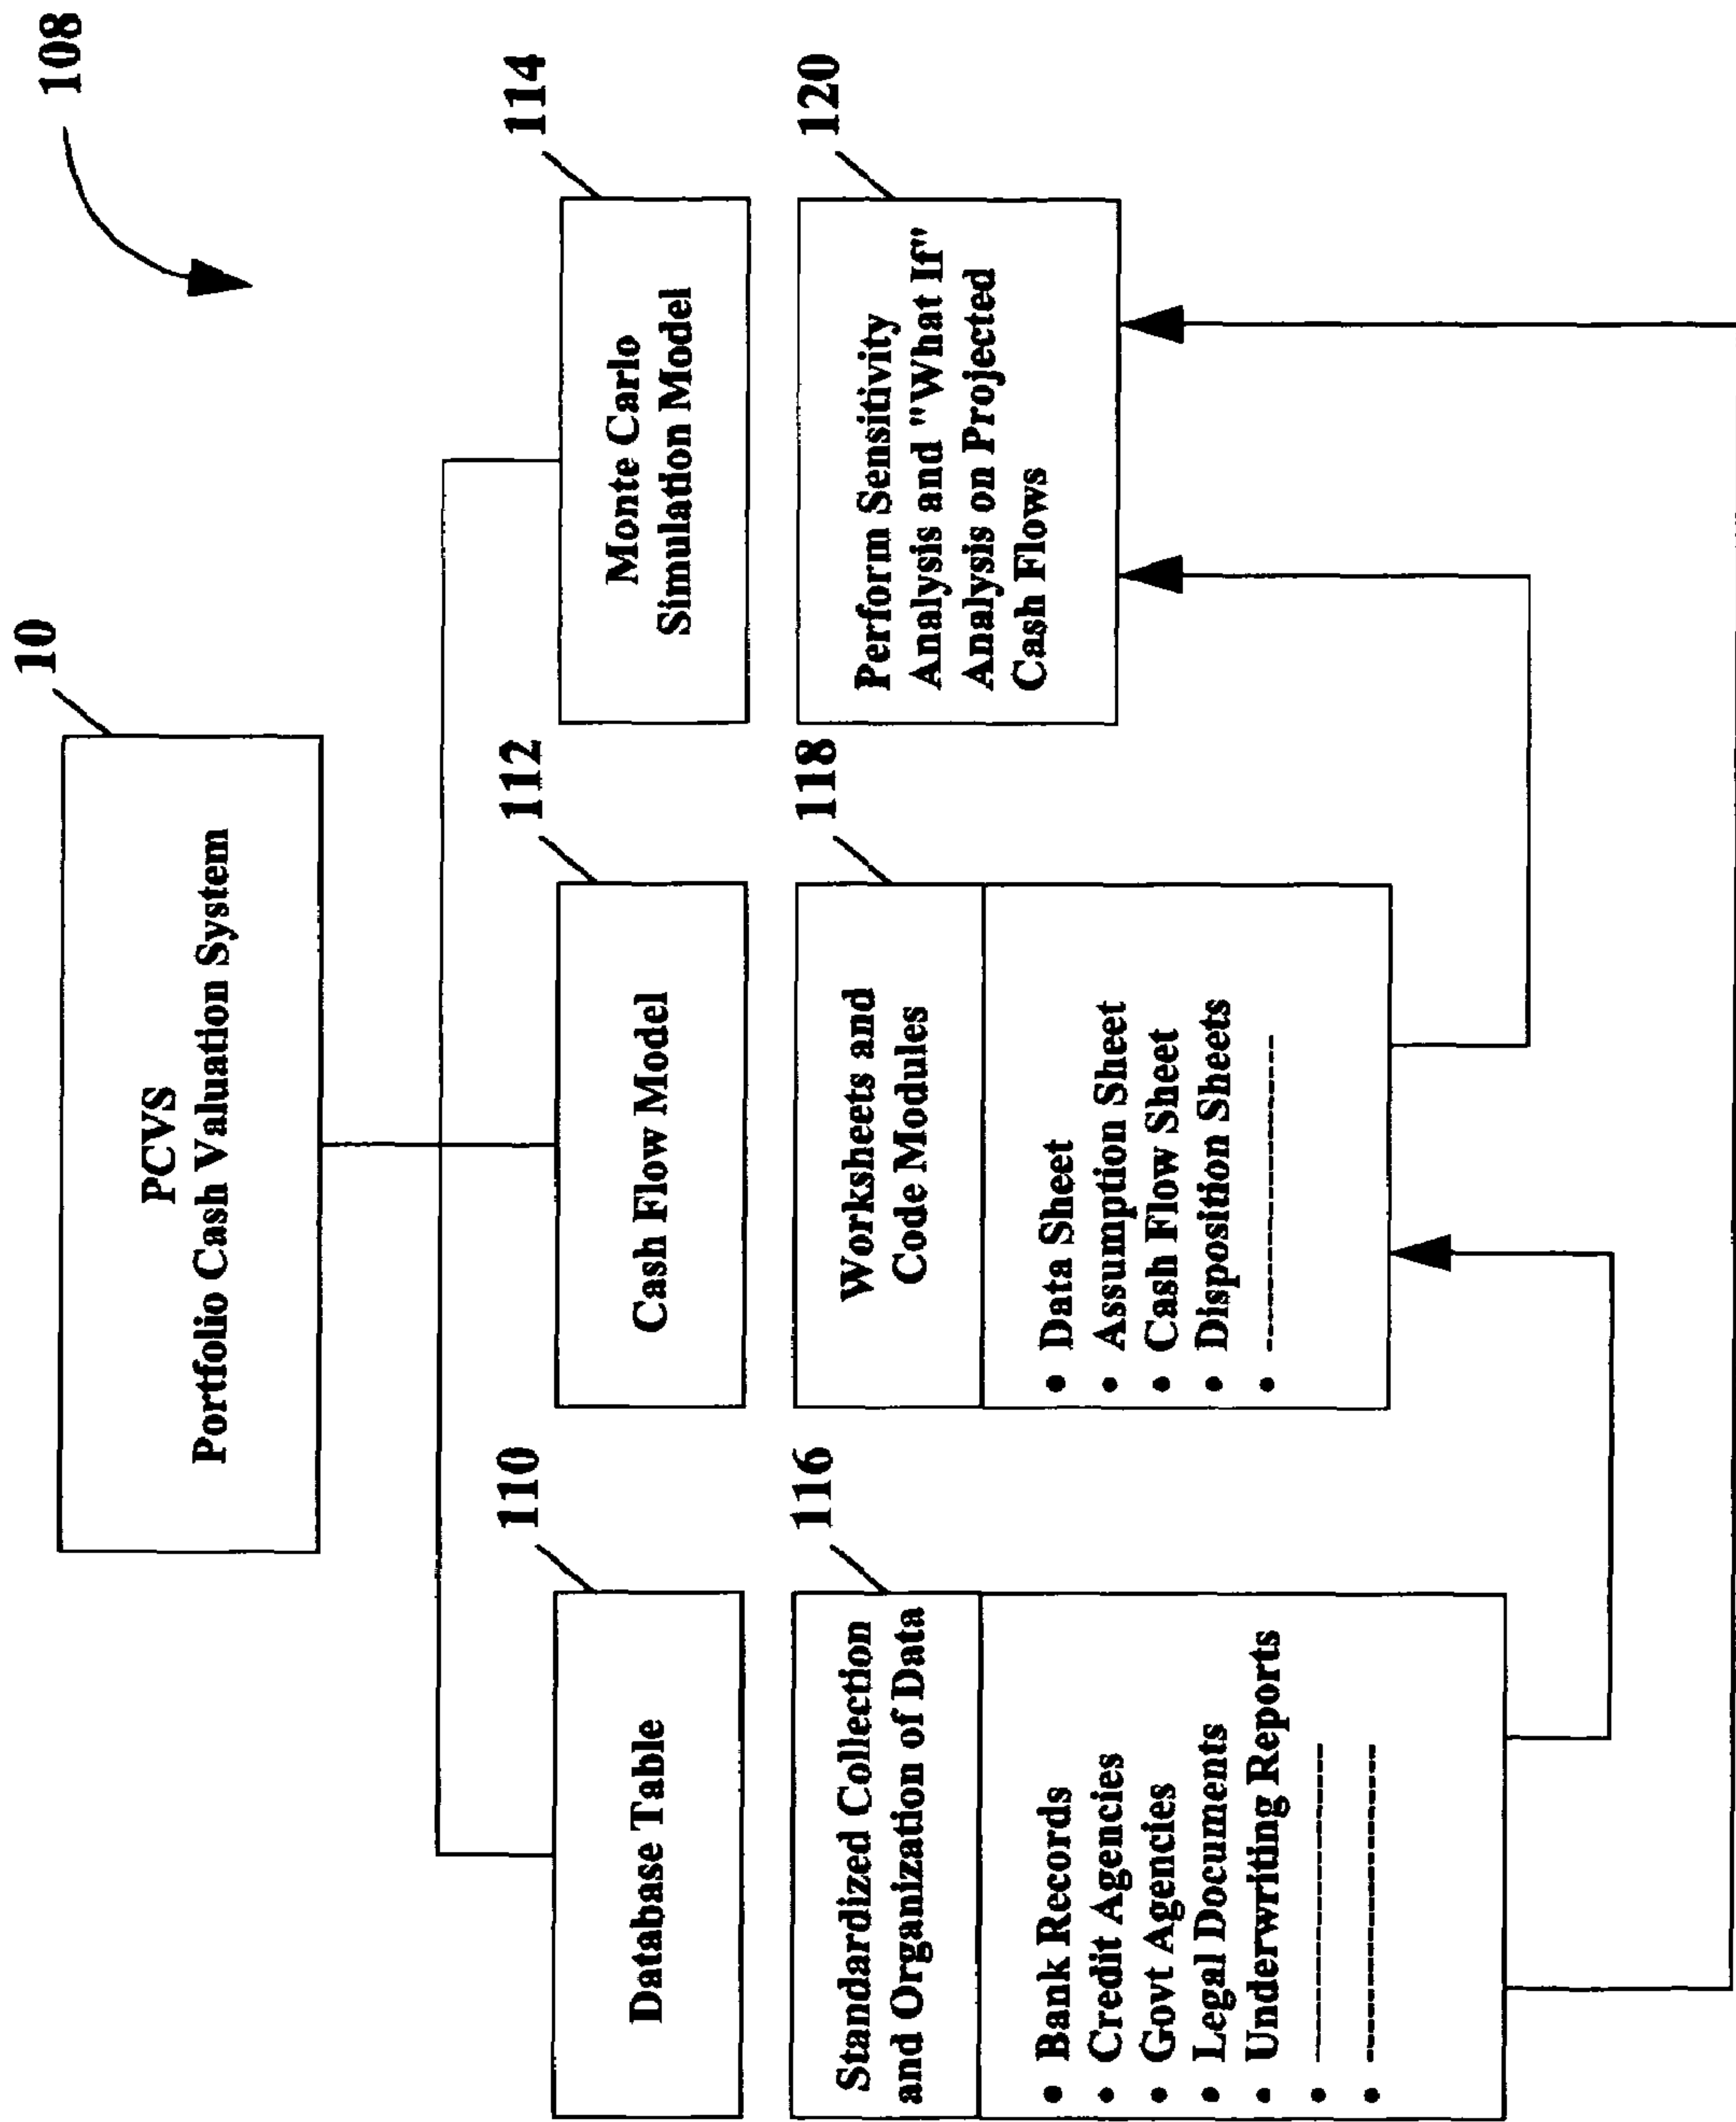 108
10
PCVS
Portfolio Cash Valuation System
110
Database Table
112
Cash Flow Model
114
Monte Carlo
Simulation Model
116
Standardized Collection
and Organization of Data
• Bank Records
• Credit Agencies
• Govt Agencies
• Legal Documents
• Underwriting Reports
• ---------------
• ---------------
118
Worksheets and
Code Modules
• Data Sheet
• Assumption Sheet
• Cash Flow Sheet
• Disposition Sheets
• ---------------
120
Perform Sensitivity
Analysis and "What If"
Analysis on Projected
Cash Flows